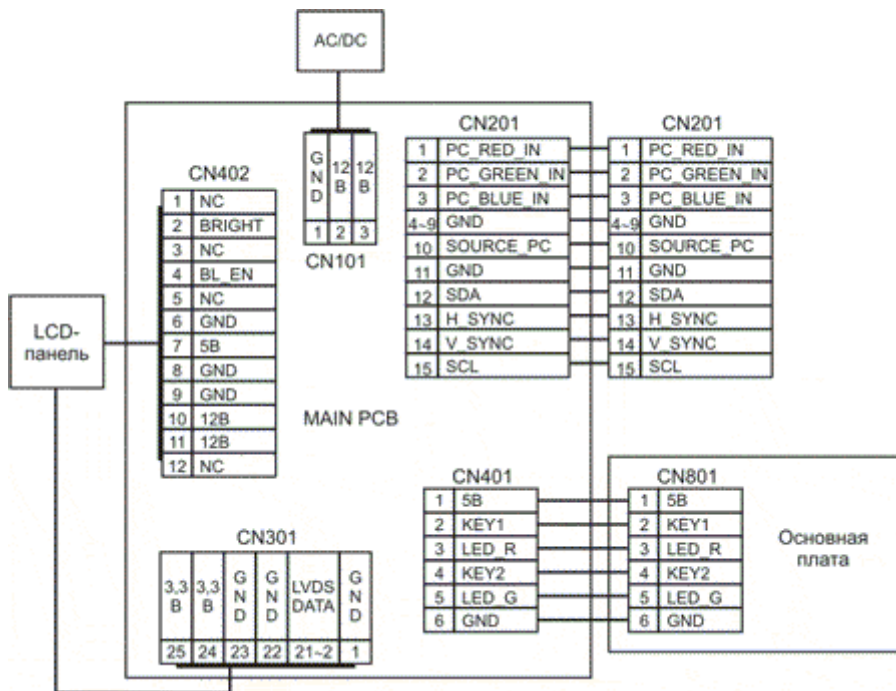 AC/DC
CN101
GND 12В 12В
1 2 3
CN402
1 NC
2 BRIGHT
3 NC
4 BL_EN
5 NC
6 GND
7 5В
8 GND
9 GND
10 12В
11 12В
12 NC
LCD-
панель
MAIN PCB
CN201
1 PC_RED_IN
2 PC_GREEN_IN
3 PC_BLUE_IN
4~9 GND
10 SOURCE_PC
11 GND
12 SDA
13 H_SYNC
14 V_SYNC
15 SCL
CN201
1 PC_RED_IN
2 PC_GREEN_IN
3 PC_BLUE_IN
4~9 GND
10 SOURCE_PC
11 GND
12 SDA
13 H_SYNC
14 V_SYNC
15 SCL
CN401
1 5В
2 KEY1
3 LED_R
4 KEY2
5 LED_G
6 GND
CN801
1 5В
2 KEY1
3 LED_R
4 KEY2
5 LED_G
6 GND
Основная
плата
CN301
3,3 В 3,3 В GND GND LVDS DATA GND
25 24 23 22 21~2 1